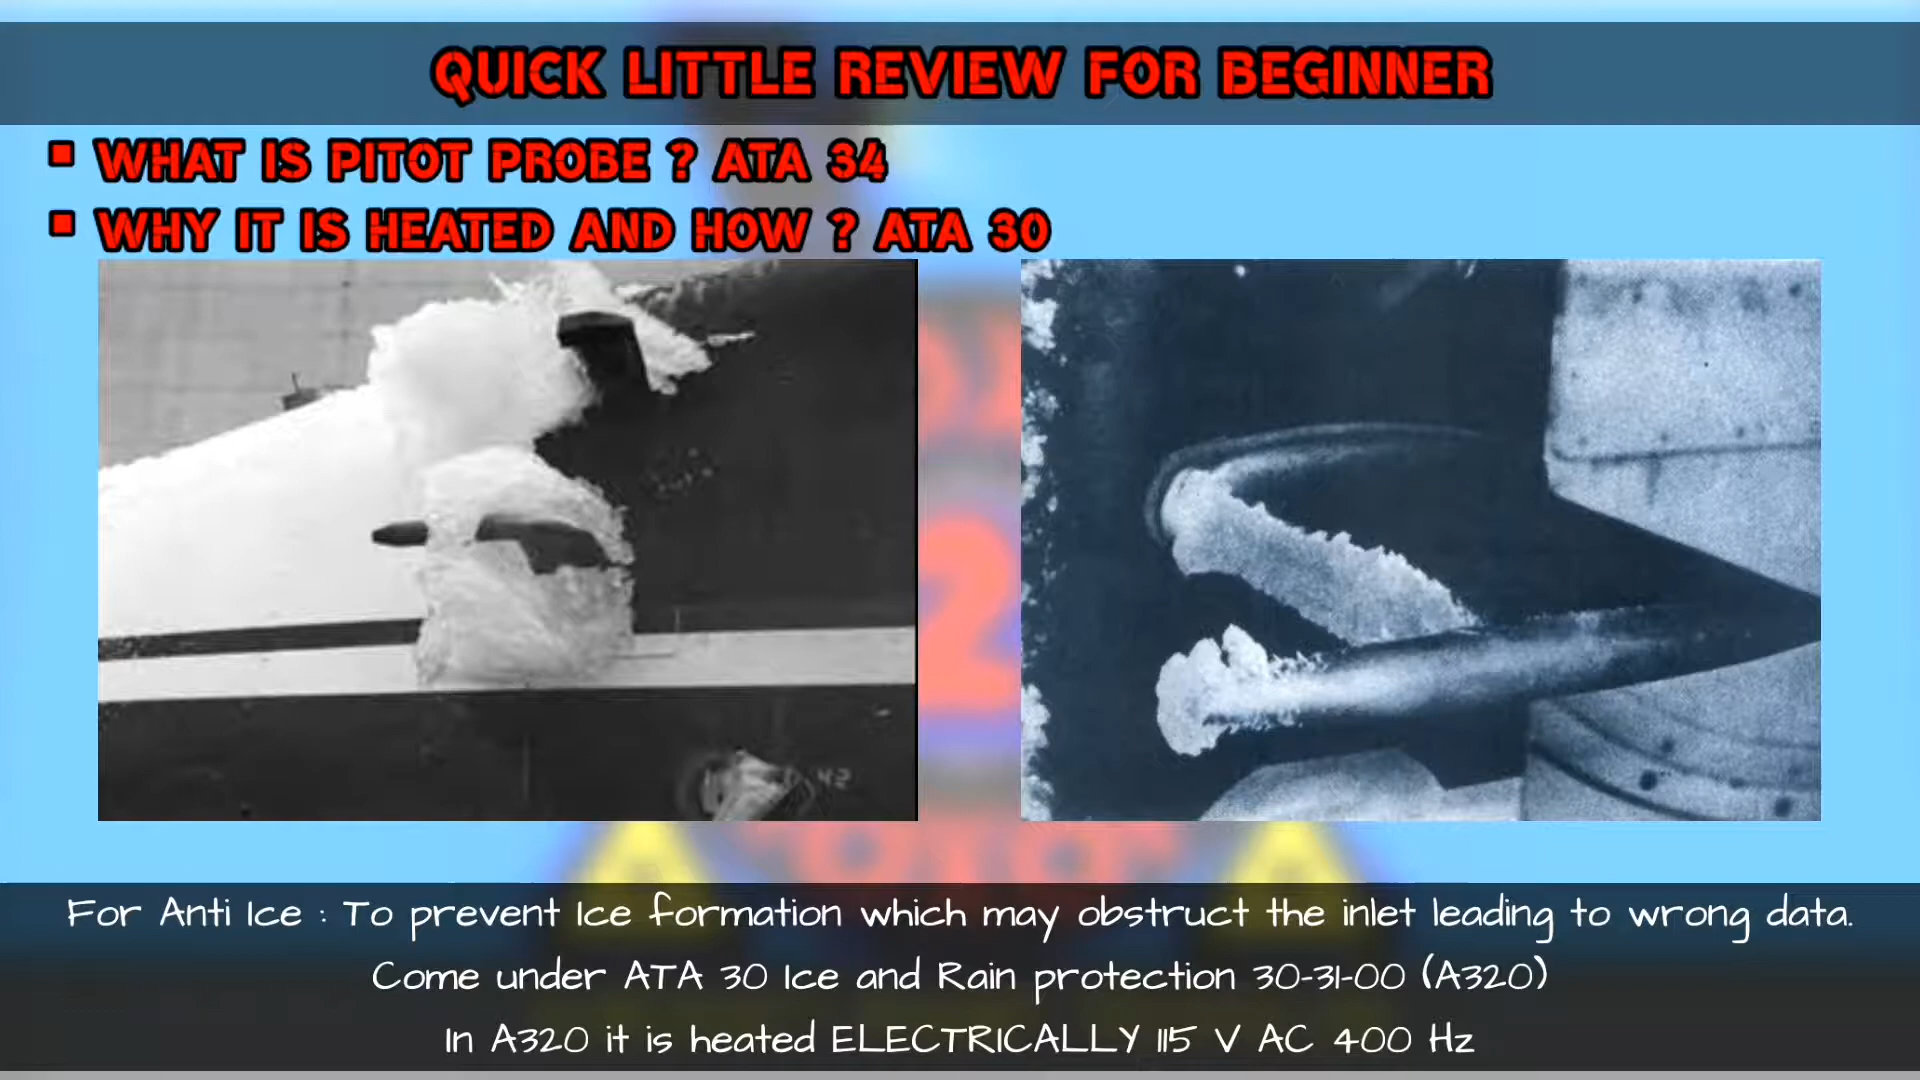 QUICK LITTLE REVIEW FOR BEGINNER
▪ WHAT IS PITOT PROBE ? ATA 34
▪ WHY IT IS HEATED AND HOW ? ATA 30
42
For Anti Ice : To prevent Ice formation which may obstruct the inlet leading to wrong data.
Come under ATA 30 Ice and Rain protection 30-31-00 (A320)
In A320 it is heated ELECTRICALLY 115 V AC 400 Hz